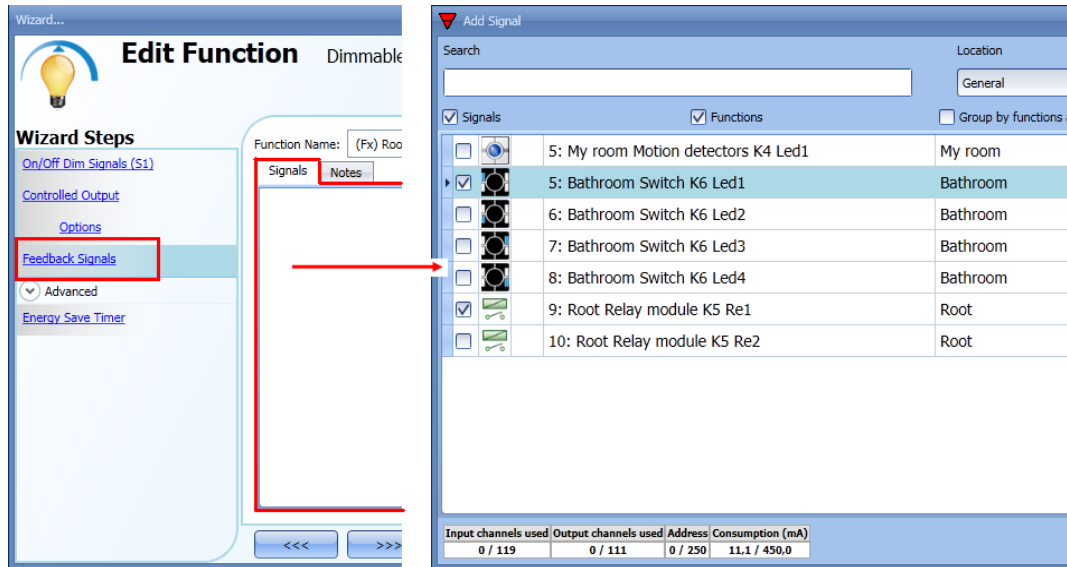 Wizard...
Edit Function Dimmable
Wizard Steps
On/Off Dim Signals (S1)
Controlled Output
Options
Feedback Signals
Advanced
Energy Save Timer
Function Name: (Fx) Roo
Signals Notes
<<< >>>
Add Signal
Search Location
General
Signals Functions Group by functions
5: My room Motion detectors K4 Led1 My room
5: Bathroom Switch K6 Led1 Bathroom
6: Bathroom Switch K6 Led2 Bathroom
7: Bathroom Switch K6 Led3 Bathroom
8: Bathroom Switch K6 Led4 Bathroom
9: Root Relay module K5 Re1 Root
10: Root Relay module K5 Re2 Root
Input channels used Output channels used Address Consumption (mA)
0 / 119 0 / 111 0 / 250 11,1 / 450,0